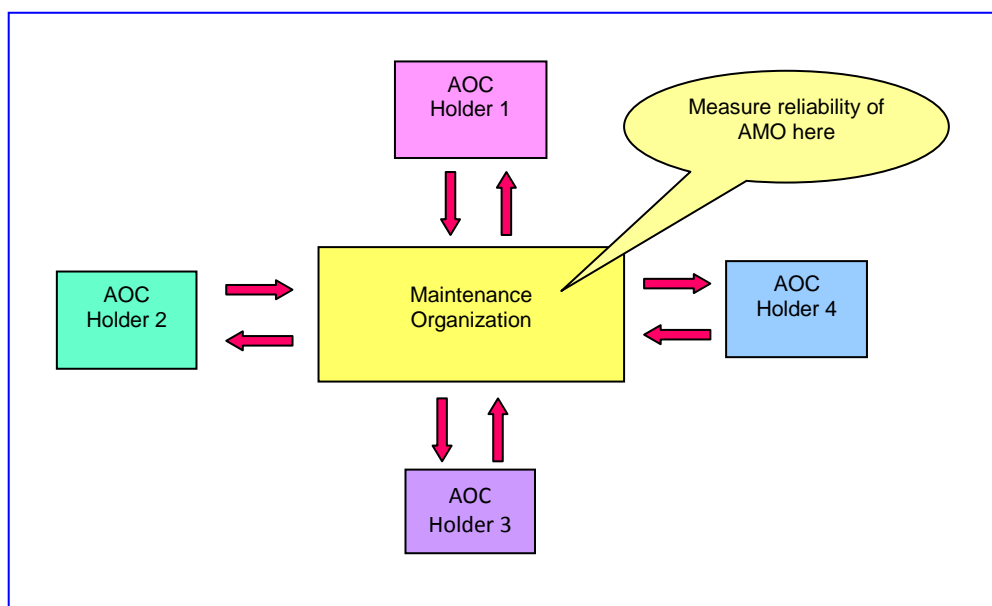 AOC
Holder 1
Measure reliability of
AMO here
AOC
Holder 2
Maintenance
Organization
AOC
Holder 4
AOC
Holder 3